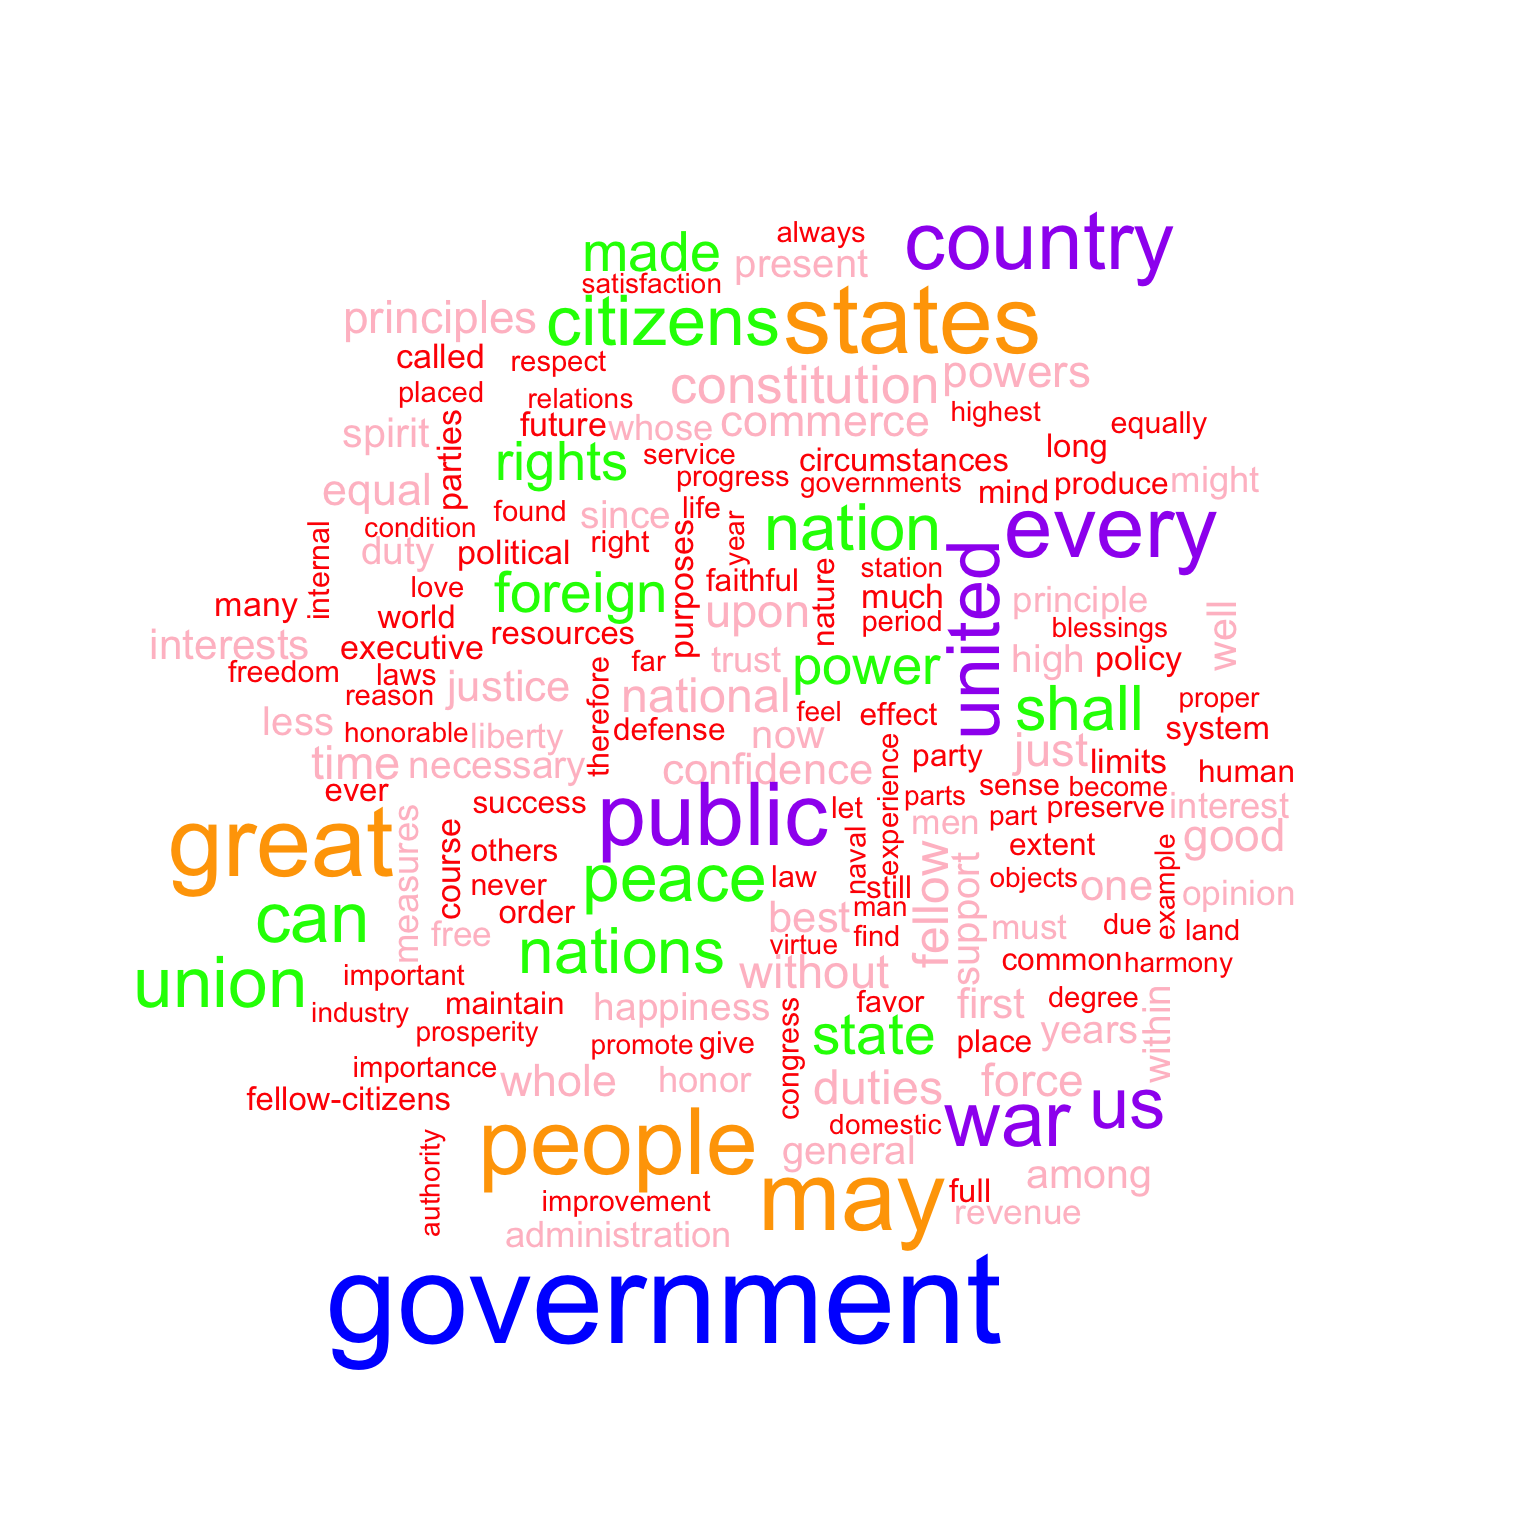 always
country
made
present
satisfaction
principles
citizens
states
called
respect
constitution
powers
placed
relations
highest
spirit
parties
future
whose
commerce
equally
rights
service
circumstances
long
equal
progress
governments
mind
produce
might
condition
found
since
life
nation
every
internal
duty
political
right
purposes
year
united
love
foreign
faithful
nature
station
many
world
upon
much
principle
well
interests
executive
resources
period
blessings
freedom
laws
far
trust
power
high
policy
reason
justice
therefore
national
shall
proper
less
honorable
liberty
defense
feel
effect
system
time
necessary
now
experience
party
just
limits
human
ever
confidence
sense
become
great
measures
success
public
let
parts
part
preserve
interest
course
others
naval
men
extent
good
never
peace
law
still
fellow
support
objects
one
example
opinion
can
order
best
man
free
nations
virtue
find
must
due
land
union
important
without
common
harmony
industry
maintain
happiness
congress
favor
first
degree
within
prosperity
promote
give
state
place
years
importance
whole
honor
duties
force
fellow-citizens
domestic
war
us
authority
people
general
among
improvement
may
full
administration
revenue
government